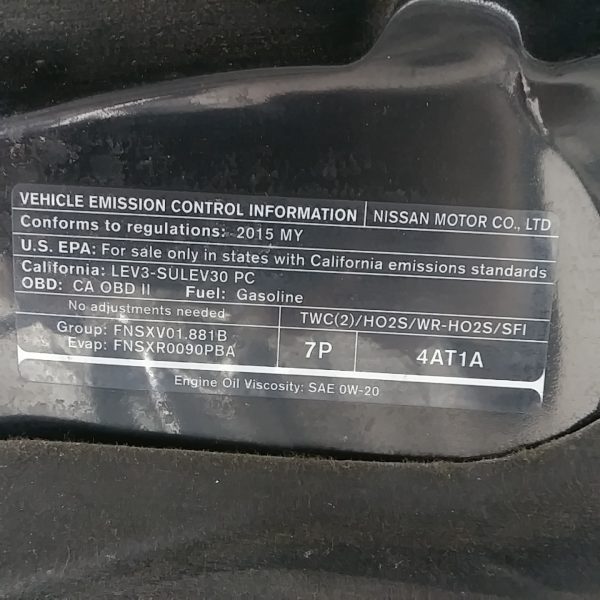 VEHICLE EMISSION CONTROL INFORMATION | NISSAN MOTOR CO., LTD
Conforms to regulations: 2015 MY
U.S. EPA: For sale only in states with California emissions standards
California: LEV3-SULEV30 PC
OBD: CA OBD II Fuel: Gasoline
No adjustments needed TWC(2)/HO2S/WR-HO2S/SFI
Group: FNSXV01.881B
Evap: FNSXR0090PBA 7P 4AT1A
Engine Oil Viscosity: SAE 0W-20